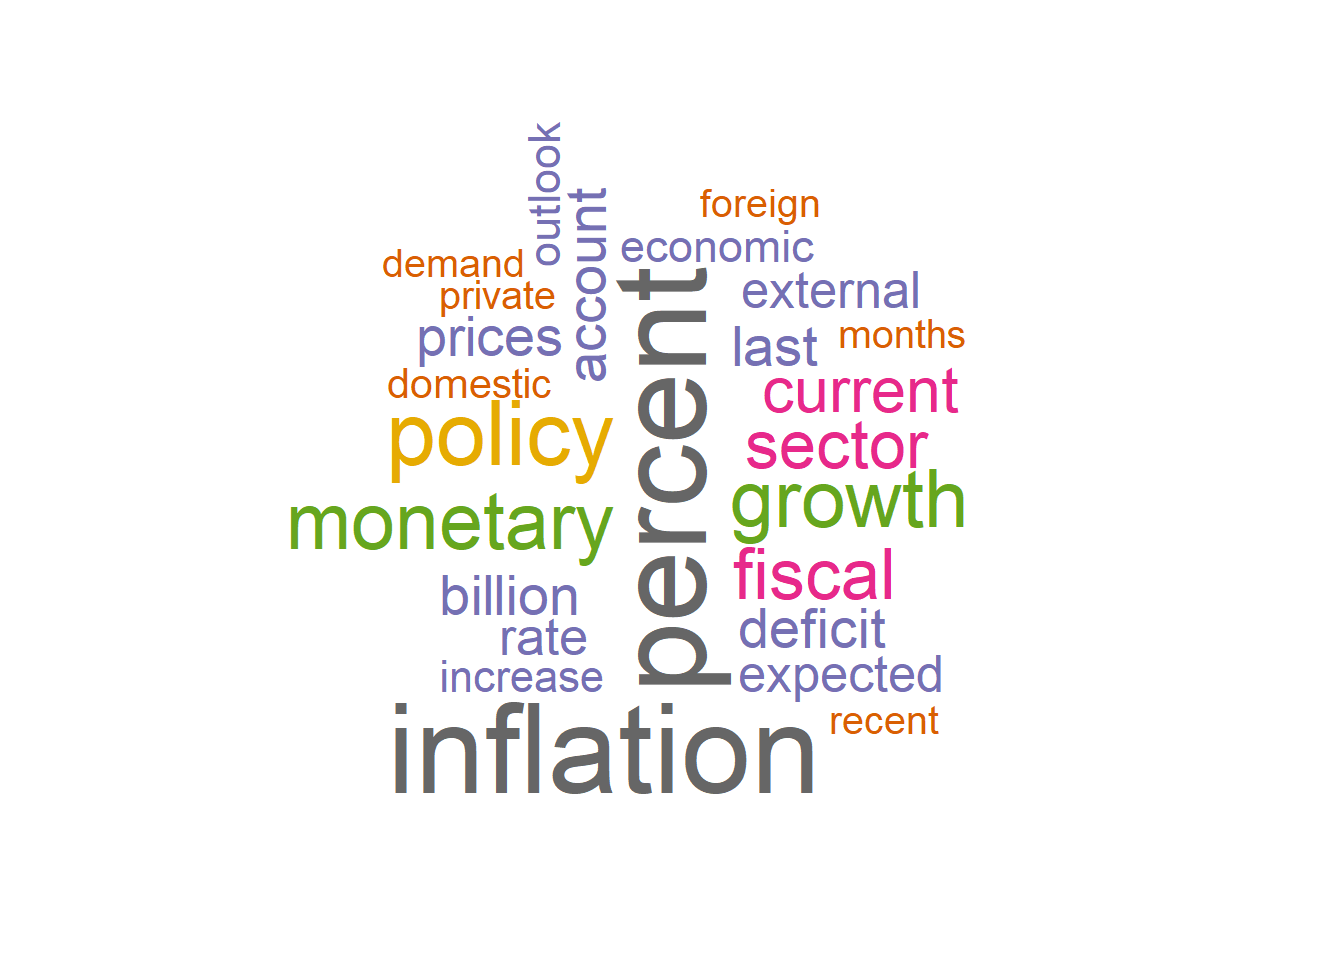 outlook
account
foreign
economic
demand
private
prices
domestic
policy
monetary
billion
rate
increase
percent
external
last
months
current
sector
growth
fiscal
deficit
expected
inflation
recent